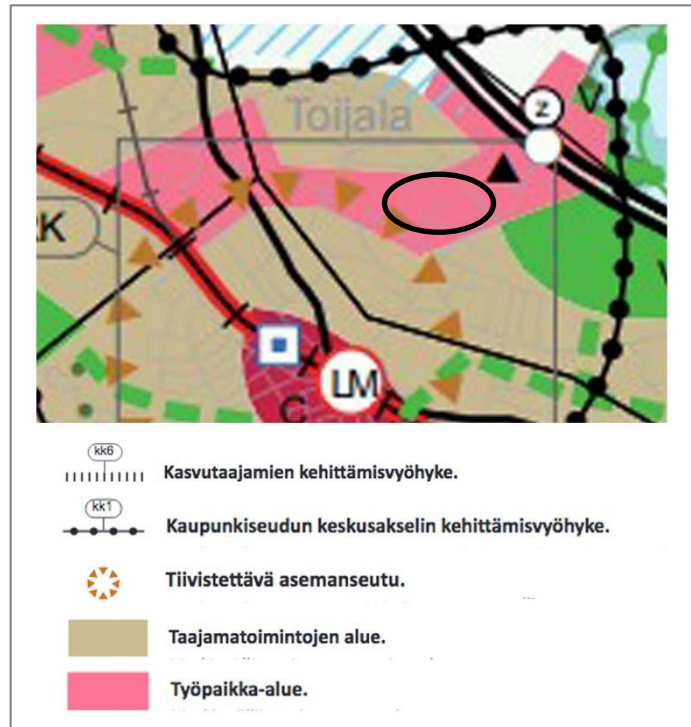 Toijala
z
V
K
LM
C
kk6
Kasvutaajamien kehittämisvyöhyke.
kk1
Kaupunkiseudun keskusakselin kehittämisvyöhyke.
Tiivistettävä asemanseutu.
Taajamatoimintojen alue.
Työpaikka-alue.